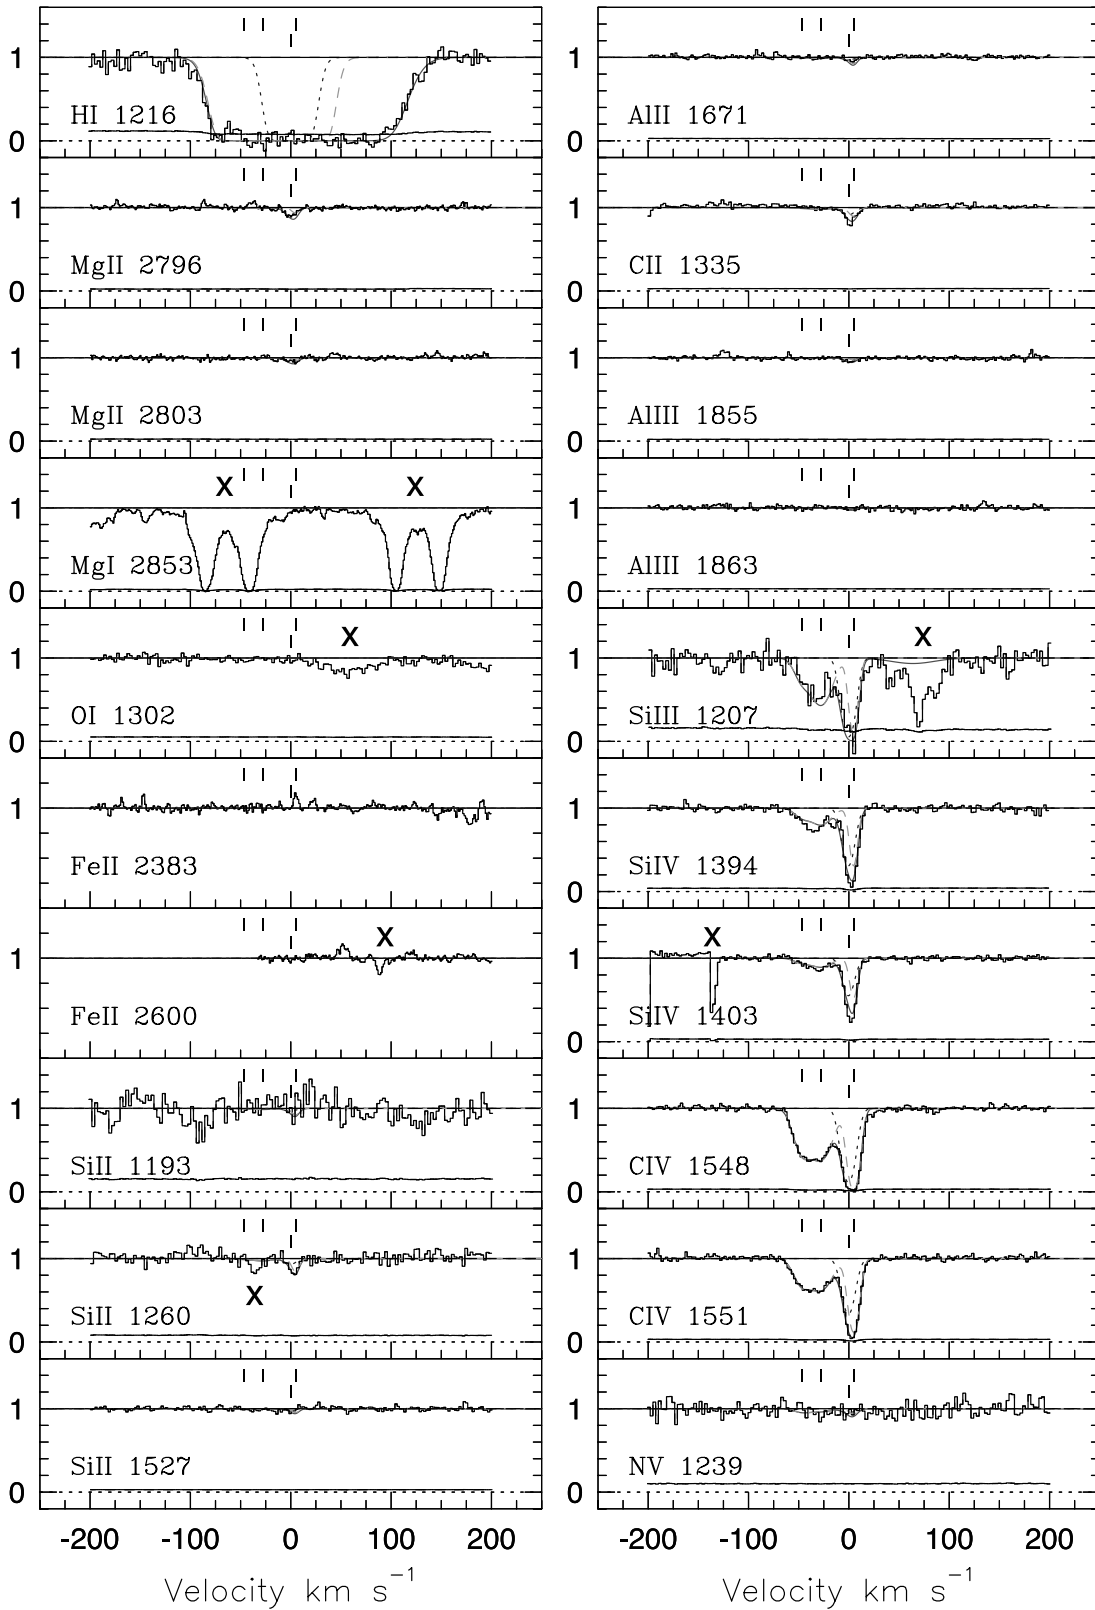 1
HI 1216
0
1
MgII 2796
0
1
MgII 2803
0
X X
1
MgI 2853
0
X
1
OI 1302
0
1
FeII 2383
X
1
FeII 2600
1
SiII 1193
0
1
X
SiII 1260
0
1
SiII 1527
0
-200 -100 0 100 200
Velocity km s⁻¹
1
AlII 1671
0
1
CII 1335
0
1
AlIII 1855
0
1
AlIII 1863
0
X
1
SiIII 1207
0
1
SiIV 1394
0
X
1
SiIV 1403
0
1
CIV 1548
0
1
CIV 1551
0
1
NV 1239
0
-200 -100 0 100 200
Velocity km s⁻¹